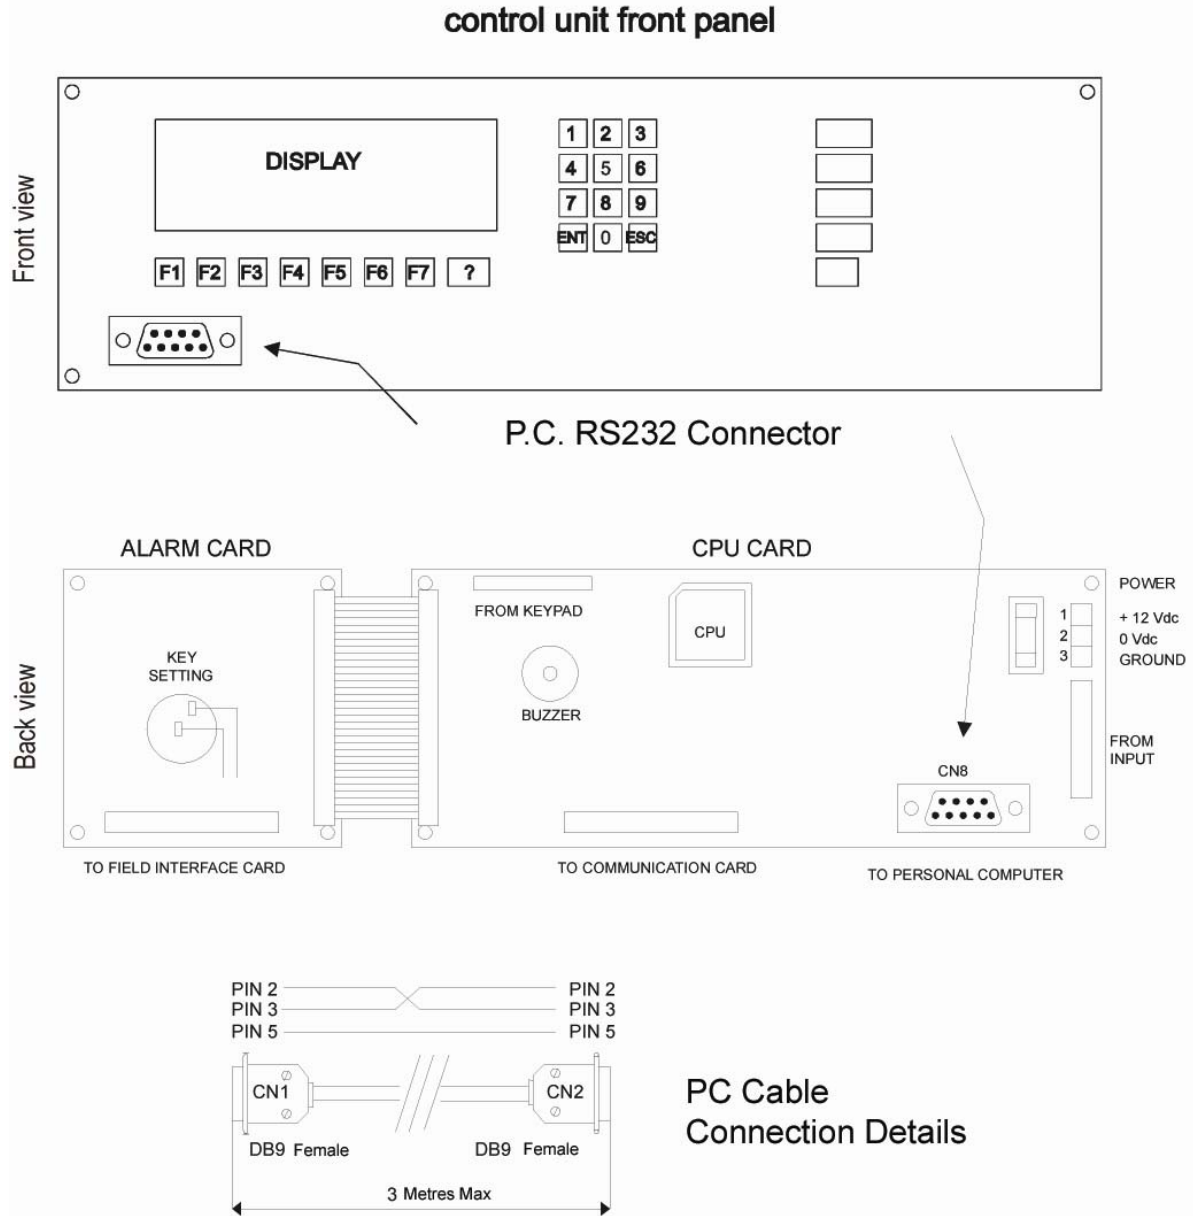 control unit front panel
Front view
DISPLAY
1 2 3
4 5 6
7 8 9
ENT 0 ESC
F1 F2 F3 F4 F5 F6 F7 ?
P.C. RS232 Connector
Back view
ALARM CARD
CPU CARD
POWER
FROM KEYPAD
CPU
1 + 12 Vdc
2 0 Vdc
3 GROUND
KEY
SETTING
BUZZER
FROM
INPUT
CN8
TO FIELD INTERFACE CARD
TO COMMUNICATION CARD
TO PERSONAL COMPUTER
PIN 2 PIN 2
PIN 3 PIN 3
PIN 5 PIN 5
CN1 CN2
DB9 Female DB9 Female
3 Metres Max
PC Cable
Connection Details